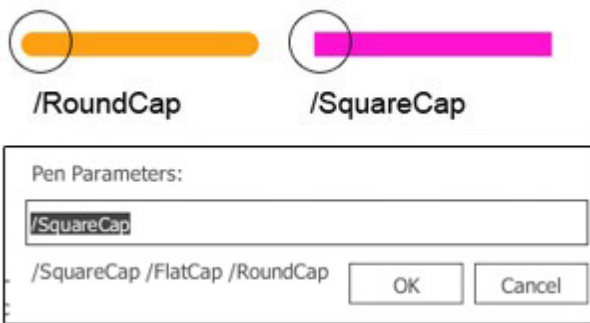 /RoundCap
/SquareCap
Pen Parameters:
/SquareCap
/SquareCap /FlatCap /RoundCap
OK
Cancel